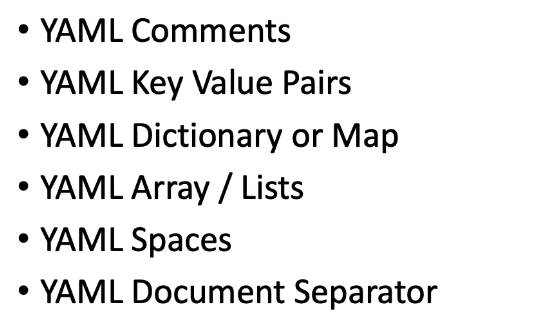 • YAML Comments
• YAML Key Value Pairs
• YAML Dictionary or Map
• YAML Array / Lists
• YAML Spaces
• YAML Document Separator